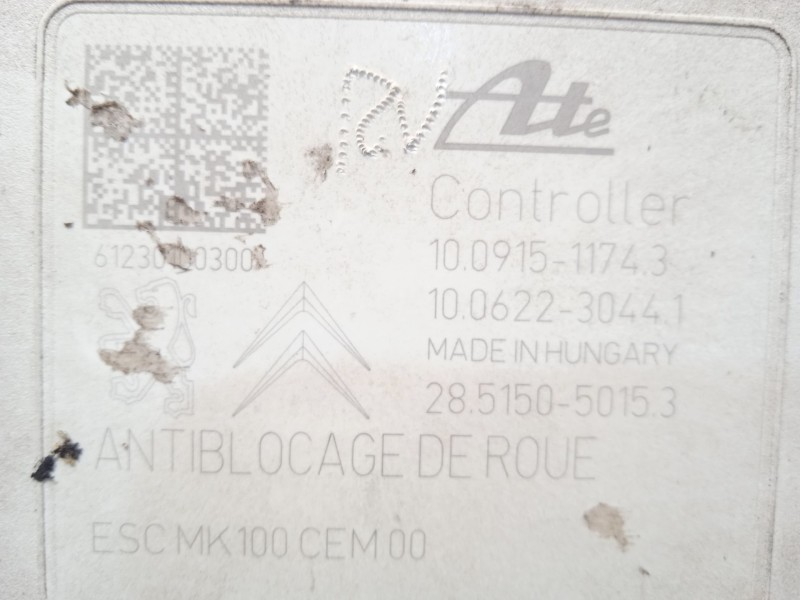 Ate
Controller
10.0915-1174.3
10.0622-3044.1
MADE IN HUNGARY
28.5150-5015.3
ANTIBLOCAGE DE ROUE
ESC MK100 CEM 00